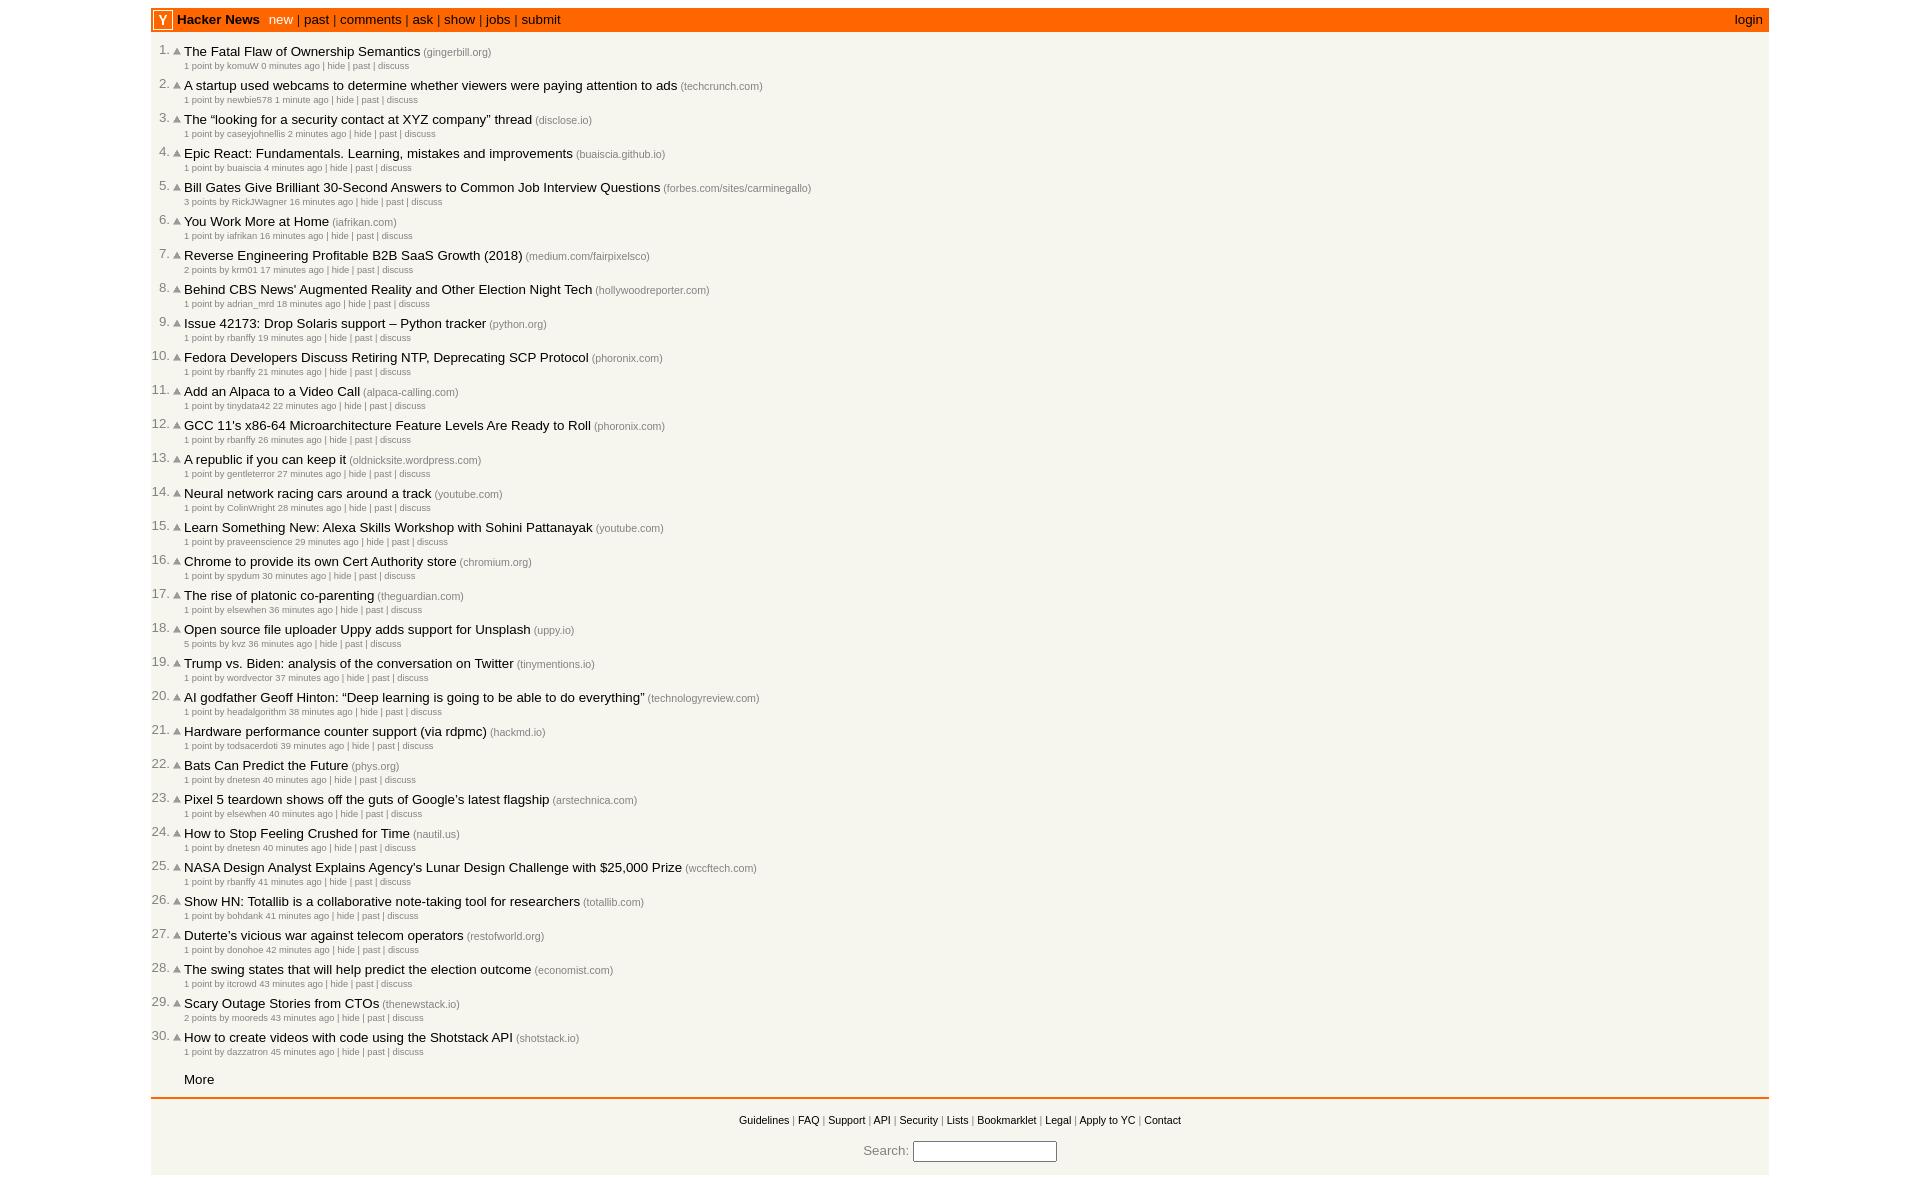 Y Hacker News new | past | comments | ask | show | jobs | submit login
1. The Fatal Flaw of Ownership Semantics (gingerbill.org)
1 point by komuW 0 minutes ago | hide | past | discuss
2. A startup used webcams to determine whether viewers were paying attention to ads (techcrunch.com)
1 point by newbie578 1 minute ago | hide | past | discuss
3. The “looking for a security contact at XYZ company” thread (disclose.io)
1 point by caseyjohnellis 2 minutes ago | hide | past | discuss
4. Epic React: Fundamentals. Learning, mistakes and improvements (buaiscia.github.io)
1 point by buaiscia 4 minutes ago | hide | past | discuss
5. Bill Gates Give Brilliant 30-Second Answers to Common Job Interview Questions (forbes.com/sites/carminegallo)
3 points by RickJWagner 16 minutes ago | hide | past | discuss
6. You Work More at Home (iafrikan.com)
1 point by iafrikan 16 minutes ago | hide | past | discuss
7. Reverse Engineering Profitable B2B SaaS Growth (2018) (medium.com/fairpixelsco)
2 points by krm01 17 minutes ago | hide | past | discuss
8. Behind CBS News' Augmented Reality and Other Election Night Tech (hollywoodreporter.com)
1 point by adrian_mrd 18 minutes ago | hide | past | discuss
9. Issue 42173: Drop Solaris support – Python tracker (python.org)
1 point by rbanffy 19 minutes ago | hide | past | discuss
10. Fedora Developers Discuss Retiring NTP, Deprecating SCP Protocol (phoronix.com)
1 point by rbanffy 21 minutes ago | hide | past | discuss
11. Add an Alpaca to a Video Call (alpaca-calling.com)
1 point by tinydata42 22 minutes ago | hide | past | discuss
12. GCC 11's x86-64 Microarchitecture Feature Levels Are Ready to Roll (phoronix.com)
1 point by rbanffy 26 minutes ago | hide | past | discuss
13. A republic if you can keep it (oldnicksite.wordpress.com)
1 point by gentleterror 27 minutes ago | hide | past | discuss
14. Neural network racing cars around a track (youtube.com)
1 point by ColinWright 28 minutes ago | hide | past | discuss
15. Learn Something New: Alexa Skills Workshop with Sohini Pattanayak (youtube.com)
1 point by praveenscience 29 minutes ago | hide | past | discuss
16. Chrome to provide its own Cert Authority store (chromium.org)
1 point by spydum 30 minutes ago | hide | past | discuss
17. The rise of platonic co-parenting (theguardian.com)
1 point by elsewhen 36 minutes ago | hide | past | discuss
18. Open source file uploader Uppy adds support for Unsplash (uppy.io)
5 points by kvz 36 minutes ago | hide | past | discuss
19. Trump vs. Biden: analysis of the conversation on Twitter (tinymentions.io)
1 point by wordvector 37 minutes ago | hide | past | discuss
20. AI godfather Geoff Hinton: “Deep learning is going to be able to do everything” (technologyreview.com)
1 point by headalgorithm 38 minutes ago | hide | past | discuss
21. Hardware performance counter support (via rdpmc) (hackmd.io)
1 point by todsacerdoti 39 minutes ago | hide | past | discuss
22. Bats Can Predict the Future (phys.org)
1 point by dnetesn 40 minutes ago | hide | past | discuss
23. Pixel 5 teardown shows off the guts of Google’s latest flagship (arstechnica.com)
1 point by elsewhen 40 minutes ago | hide | past | discuss
24. How to Stop Feeling Crushed for Time (nautil.us)
1 point by dnetesn 40 minutes ago | hide | past | discuss
25. NASA Design Analyst Explains Agency's Lunar Design Challenge with $25,000 Prize (wccftech.com)
1 point by rbanffy 41 minutes ago | hide | past | discuss
26. Show HN: Totallib is a collaborative note-taking tool for researchers (totallib.com)
1 point by bohdank 41 minutes ago | hide | past | discuss
27. Duterte’s vicious war against telecom operators (restofworld.org)
1 point by donohoe 42 minutes ago | hide | past | discuss
28. The swing states that will help predict the election outcome (economist.com)
1 point by itcrowd 43 minutes ago | hide | past | discuss
29. Scary Outage Stories from CTOs (thenewstack.io)
2 points by mooreds 43 minutes ago | hide | past | discuss
30. How to create videos with code using the Shotstack API (shotstack.io)
1 point by dazzatron 45 minutes ago | hide | past | discuss
More
Guidelines | FAQ | Support | API | Security | Lists | Bookmarklet | Legal | Apply to YC | Contact
Search: